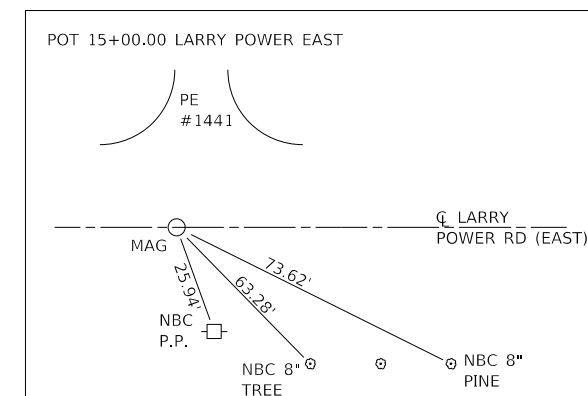 POT 15+00.00 LARRY POWER EAST
PE
#1441
℄ LARRY
POWER RD (EAST)
MAG
25.94'
63.28'
73.62'
NBC
P.P.
NBC 8"
TREE
NBC 8"
PINE